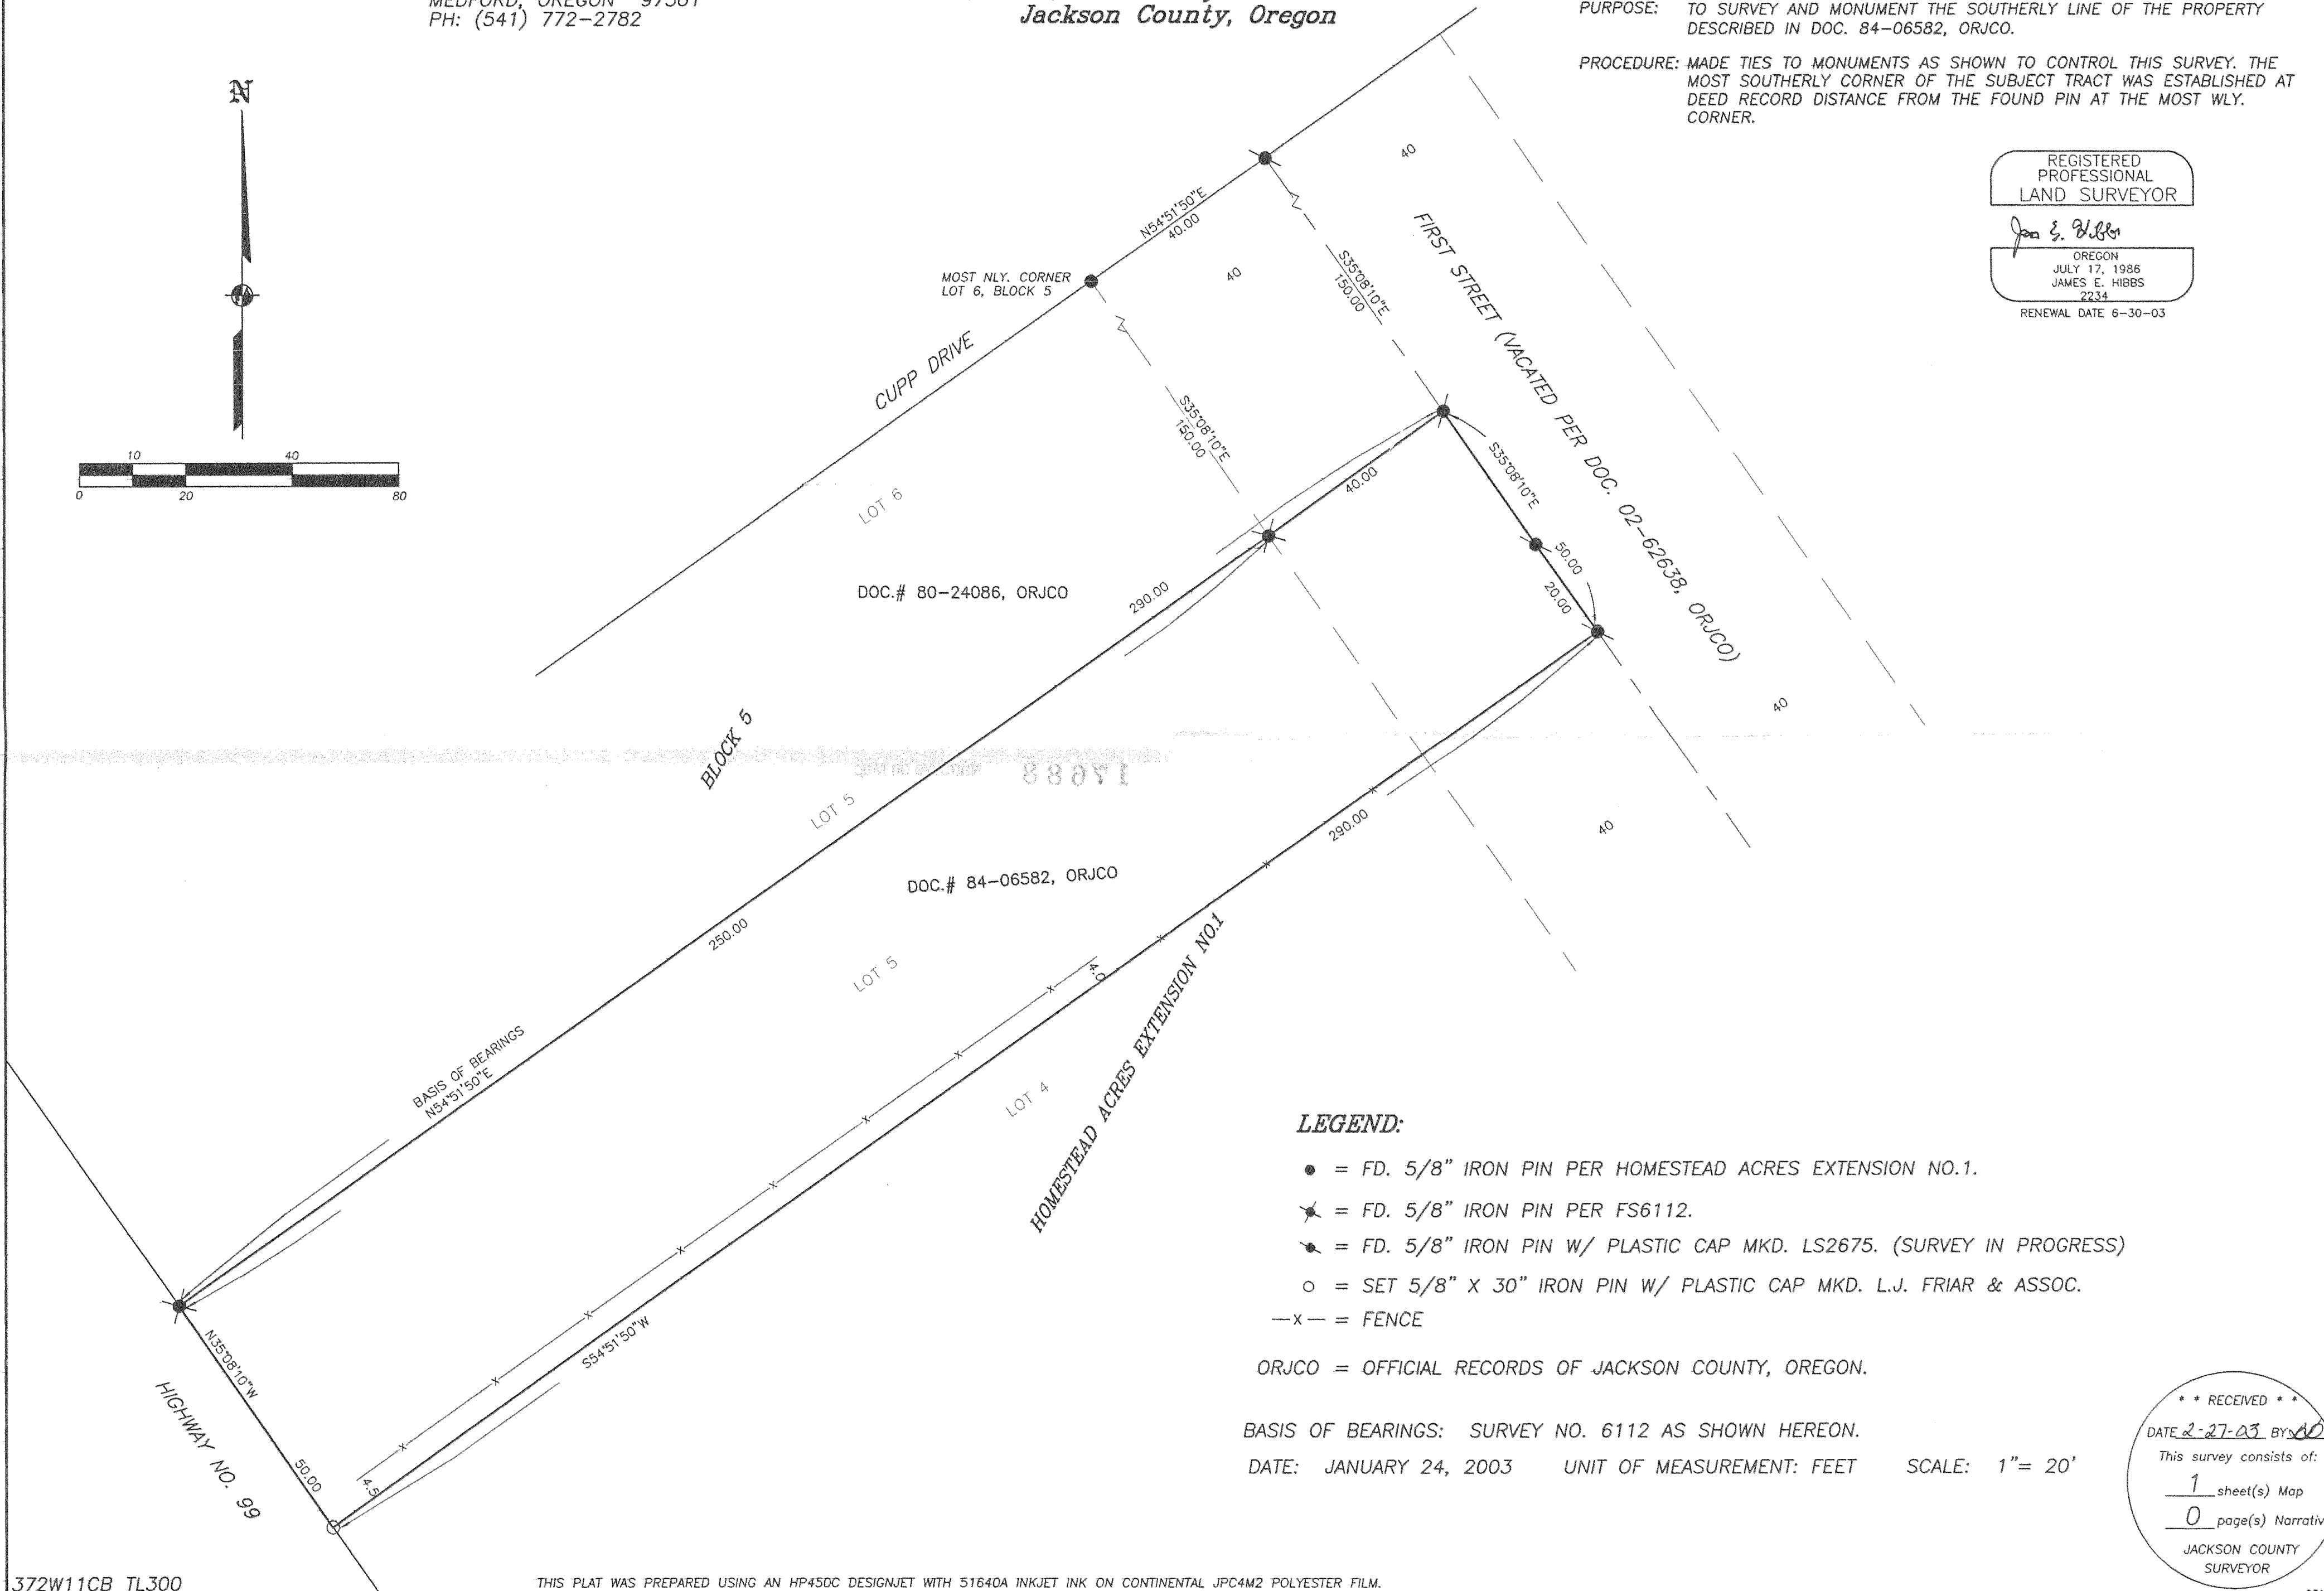 MEDFORD, OREGON 97501
PH: (541) 772-2782
Jackson County, Oregon
PURPOSE: TO SURVEY AND MONUMENT THE SOUTHERLY LINE OF THE PROPERTY
DESCRIBED IN DOC. 84-06582, ORJCO.
PROCEDURE: MADE TIES TO MONUMENTS AS SHOWN TO CONTROL THIS SURVEY. THE
MOST SOUTHERLY CORNER OF THE SUBJECT TRACT WAS ESTABLISHED AT
DEED RECORD DISTANCE FROM THE FOUND PIN AT THE MOST WLY.
CORNER.
REGISTERED
PROFESSIONAL
LAND SURVEYOR
OREGON
JULY 17, 1986
JAMES E. HIBBS
2234
RENEWAL DATE 6-30-03
N
10
40
0
20
80
40
N54°51'50"E
40.00
MOST NLY. CORNER
LOT 6, BLOCK 5
40
S35°08'10"E
150.00
FIRST STREET (VACATED PER DOC. 02-62638, ORJCO)
CUPP DRIVE
S35°08'10"E
150.00
S35°08'10"E
40.00
LOT 6
50.00
20.00
DOC.# 80-24086, ORJCO
290.00
40
BLOCK 5
17688
LOT 5
290.00
40
DOC.# 84-06582, ORJCO
250.00
LOT 5
4.0
HOMESTEAD ACRES EXTENSION NO.1
BASIS OF BEARINGS
N54°51'50"E
LOT 4
LEGEND:
● = FD. 5/8" IRON PIN PER HOMESTEAD ACRES EXTENSION NO.1.
= FD. 5/8" IRON PIN PER FS6112.
= FD. 5/8" IRON PIN W/ PLASTIC CAP MKD. LS2675. (SURVEY IN PROGRESS)
○ = SET 5/8" X 30" IRON PIN W/ PLASTIC CAP MKD. L.J. FRIAR & ASSOC.
—x— = FENCE
ORJCO = OFFICIAL RECORDS OF JACKSON COUNTY, OREGON.
BASIS OF BEARINGS: SURVEY NO. 6112 AS SHOWN HEREON.
DATE: JANUARY 24, 2003 UNIT OF MEASUREMENT: FEET SCALE: 1"= 20'
N35°08'10"W
S54°51'50"W
HIGHWAY NO. 99
50.00
4.5
* * RECEIVED * *
DATE 2-27-03 BY
This survey consists of:
1 sheet(s) Map
0 page(s) Narrativ
JACKSON COUNTY
SURVEYOR
372W11CB TL300
THIS PLAT WAS PREPARED USING AN HP450C DESIGNJET WITH 51640A INKJET INK ON CONTINENTAL JPC4M2 POLYESTER FILM.